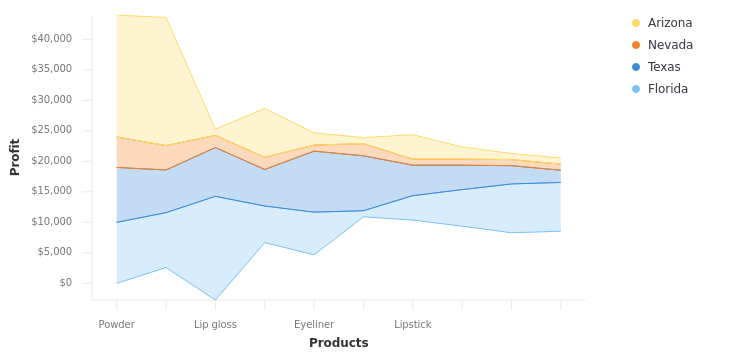 $40,000
$35,000
$30,000
$25,000
$20,000
$15,000
$10,000
$5,000
$0
Profit
Powder
Lip gloss
Eyeliner
Lipstick
Products
Arizona
Nevada
Texas
Florida